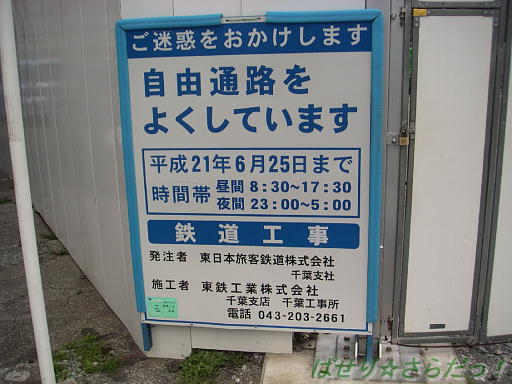 ご迷惑をおかけします
自由通路を
よくしています
平成21年6月25日まで
時間帯 昼間 8:30~17:30
夜間 23:00~5:00
鉄道工事
発注者 東日本旅客鉄道株式会社
千葉支社
施工者 東鉄工業株式会社
千葉支店 千葉工事所
電話 043-203-2661
ぱせり☆さらだっ!